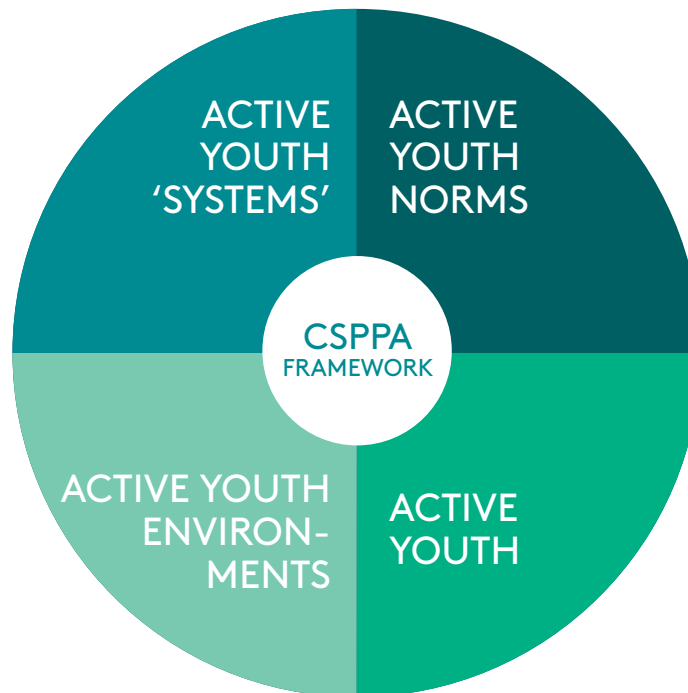 ACTIVE
YOUTH
‘SYSTEMS’
ACTIVE
YOUTH
NORMS
CSPPA
FRAMEWORK
ACTIVE YOUTH
ENVIRON-
MENTS
ACTIVE
YOUTH